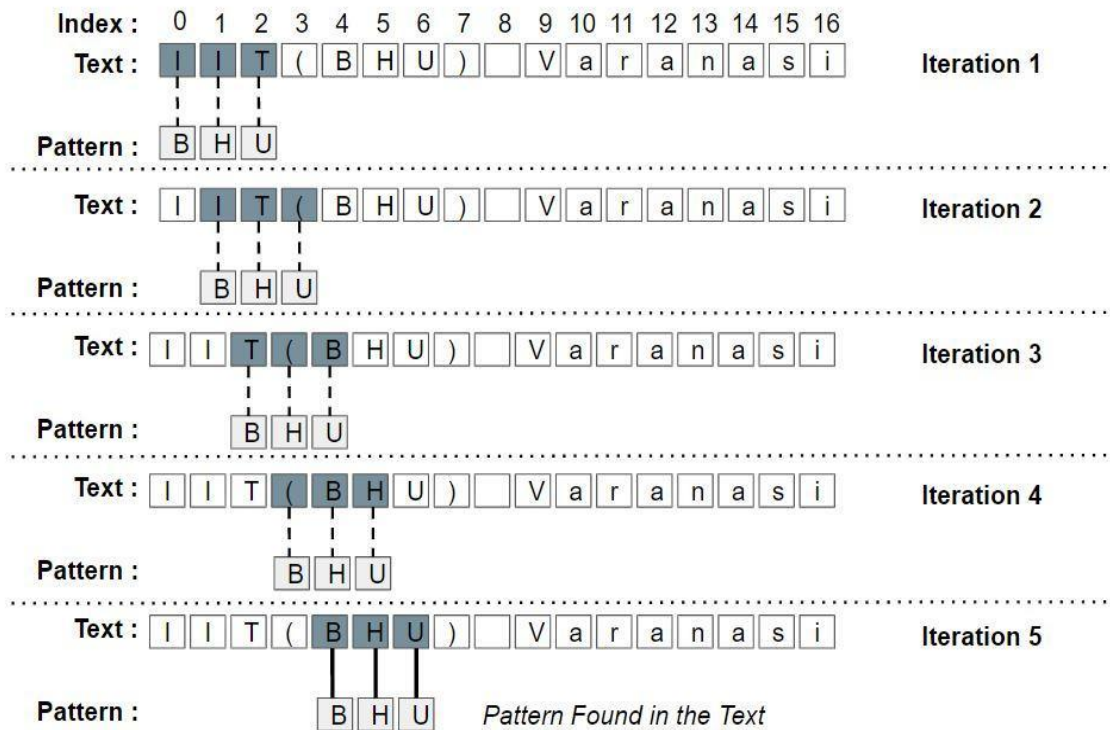 Index : 0 1 2 3 4 5 6 7 8 9 10 11 12 13 14 15 16
Text : I I T ( B H U ) V a r a n a s i Iteration 1
Pattern : B H U
Text : I I T ( B H U ) V a r a n a s i Iteration 2
Pattern : B H U
Text : I I T ( B H U ) V a r a n a s i Iteration 3
Pattern : B H U
Text : I I T ( B H U ) V a r a n a s i Iteration 4
Pattern : B H U
Text : I I T ( B H U ) V a r a n a s i Iteration 5
Pattern : B H U Pattern Found in the Text